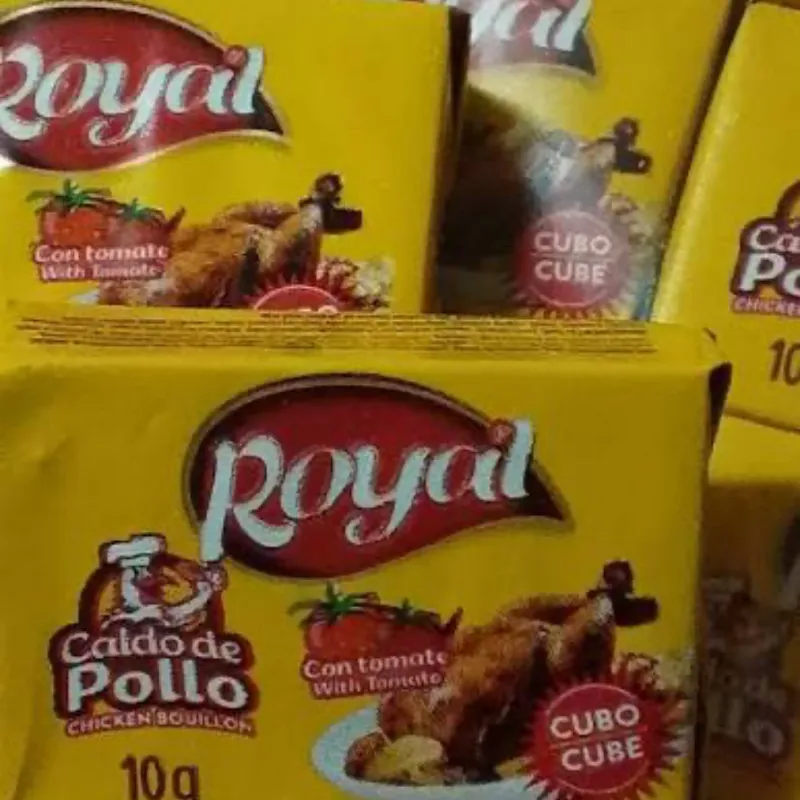 Royal
Con tomate
With Tomate
Royal
CUBO
CUBE
Caldo de
Pollo
CHICKEN BOUILLON
10g
Con tomate
With Tomate
CUBO
CUBE